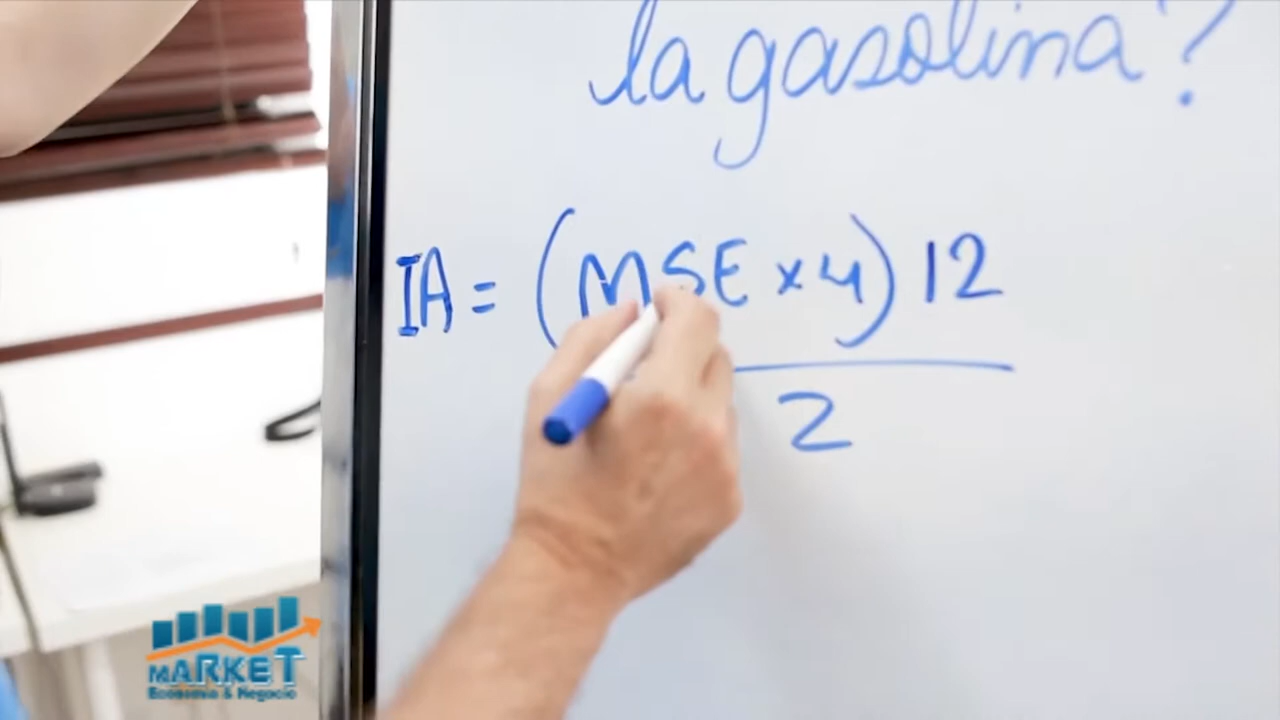 la gasolina?
IA = (MSE x 4) 12
2
MARKET
Economía & Negocio